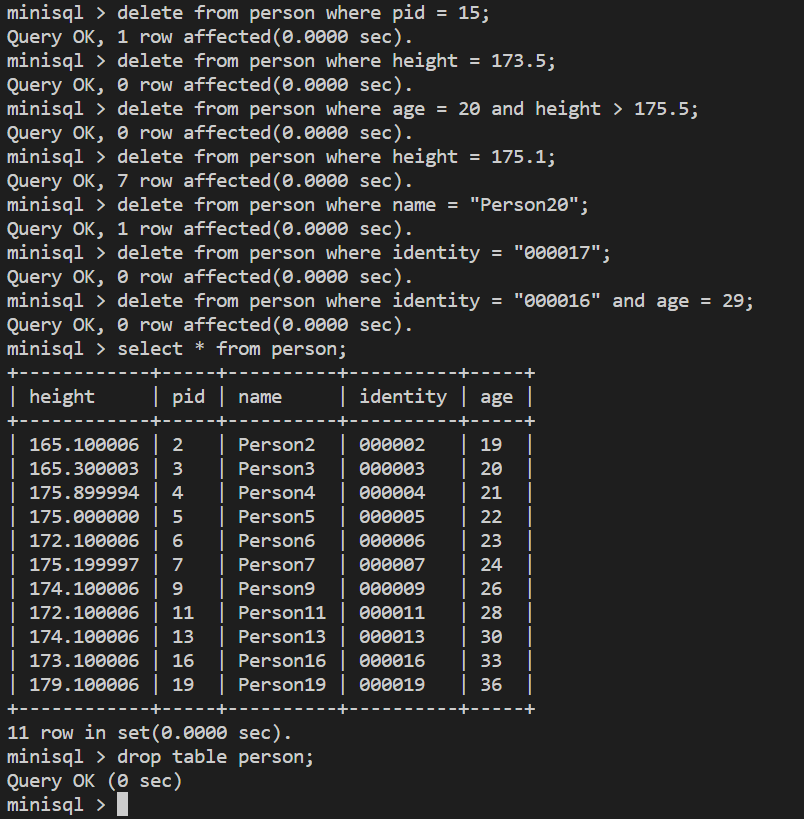 minisql > delete from person where pid = 15;
Query OK, 1 row affected(0.0000 sec).
minisql > delete from person where height = 173.5;
Query OK, 0 row affected(0.0000 sec).
minisql > delete from person where age = 20 and height > 175.5;
Query OK, 0 row affected(0.0000 sec).
minisql > delete from person where height = 175.1;
Query OK, 7 row affected(0.0000 sec).
minisql > delete from person where name = "Person20";
Query OK, 1 row affected(0.0000 sec).
minisql > delete from person where identity = "000017";
Query OK, 0 row affected(0.0000 sec).
minisql > delete from person where identity = "000016" and age = 29;
Query OK, 0 row affected(0.0000 sec).
minisql > select * from person;
+------------+-----+----------+----------+-----+
| height     | pid | name     | identity | age |
+------------+-----+----------+----------+-----+
| 165.100006 | 2   | Person2  | 000002   | 19  |
| 165.300003 | 3   | Person3  | 000003   | 20  |
| 175.899994 | 4   | Person4  | 000004   | 21  |
| 175.000000 | 5   | Person5  | 000005   | 22  |
| 172.100006 | 6   | Person6  | 000006   | 23  |
| 175.199997 | 7   | Person7  | 000007   | 24  |
| 174.100006 | 9   | Person9  | 000009   | 26  |
| 172.100006 | 11  | Person11 | 000011   | 28  |
| 174.100006 | 13  | Person13 | 000013   | 30  |
| 173.100006 | 16  | Person16 | 000016   | 33  |
| 179.100006 | 19  | Person19 | 000019   | 36  |
+------------+-----+----------+----------+-----+
11 row in set(0.0000 sec).
minisql > drop table person;
Query OK (0 sec)
minisql >